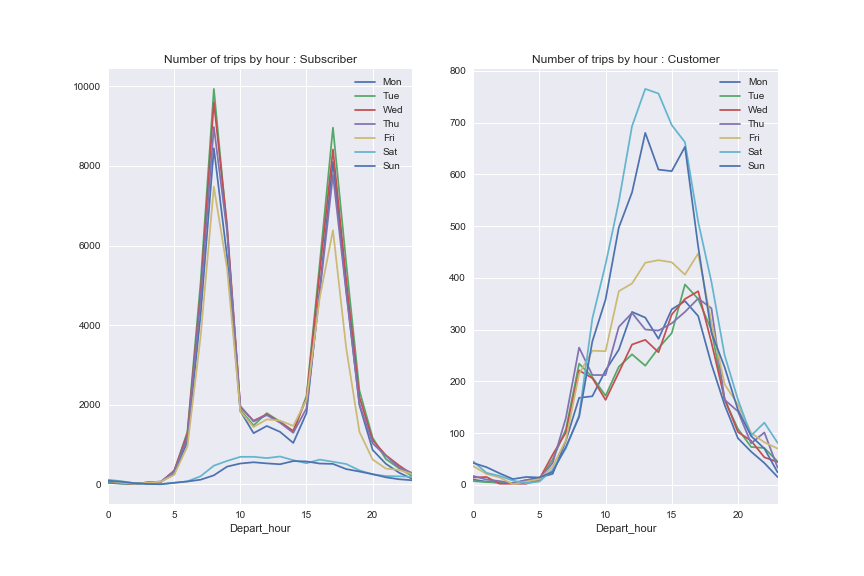 Number of trips by hour : Subscriber
10000
8000
6000
4000
2000
0
0 5 10 15 20
Depart_hour
Mon
Tue
Wed
Thu
Fri
Sat
Sun
Number of trips by hour : Customer
800
700
600
500
400
300
200
100
0
0 5 10 15 20
Depart_hour
Mon
Tue
Wed
Thu
Fri
Sat
Sun